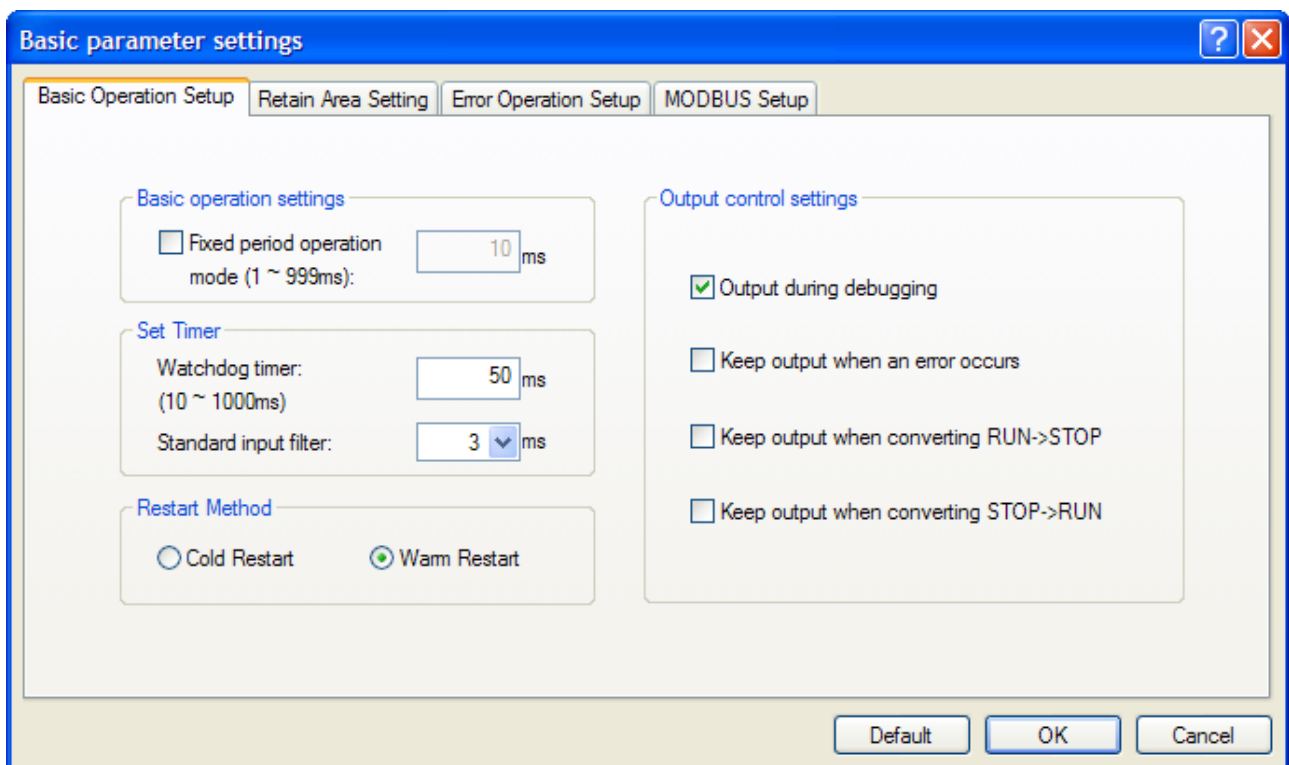 Basic parameter settings
Basic Operation Setup
Retain Area Setting
Error Operation Setup
MODBUS Setup
Basic operation settings
Fixed period operation
mode (1 ~ 999ms):
10 ms
Set Timer
Watchdog timer:
(10 ~ 1000ms)
50 ms
Standard input filter:
3 ms
Restart Method
Cold Restart
Warm Restart
Output control settings
Output during debugging
Keep output when an error occurs
Keep output when converting RUN->STOP
Keep output when converting STOP->RUN
Default
OK
Cancel